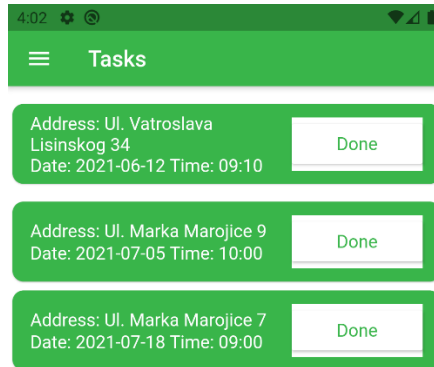 4:02
Tasks
Address: Ul. Vatroslava
Lisinskog 34
Date: 2021-06-12 Time: 09:10
Done
Address: Ul. Marka Marojice 9
Date: 2021-07-05 Time: 10:00
Done
Address: Ul. Marka Marojice 7
Date: 2021-07-18 Time: 09:00
Done